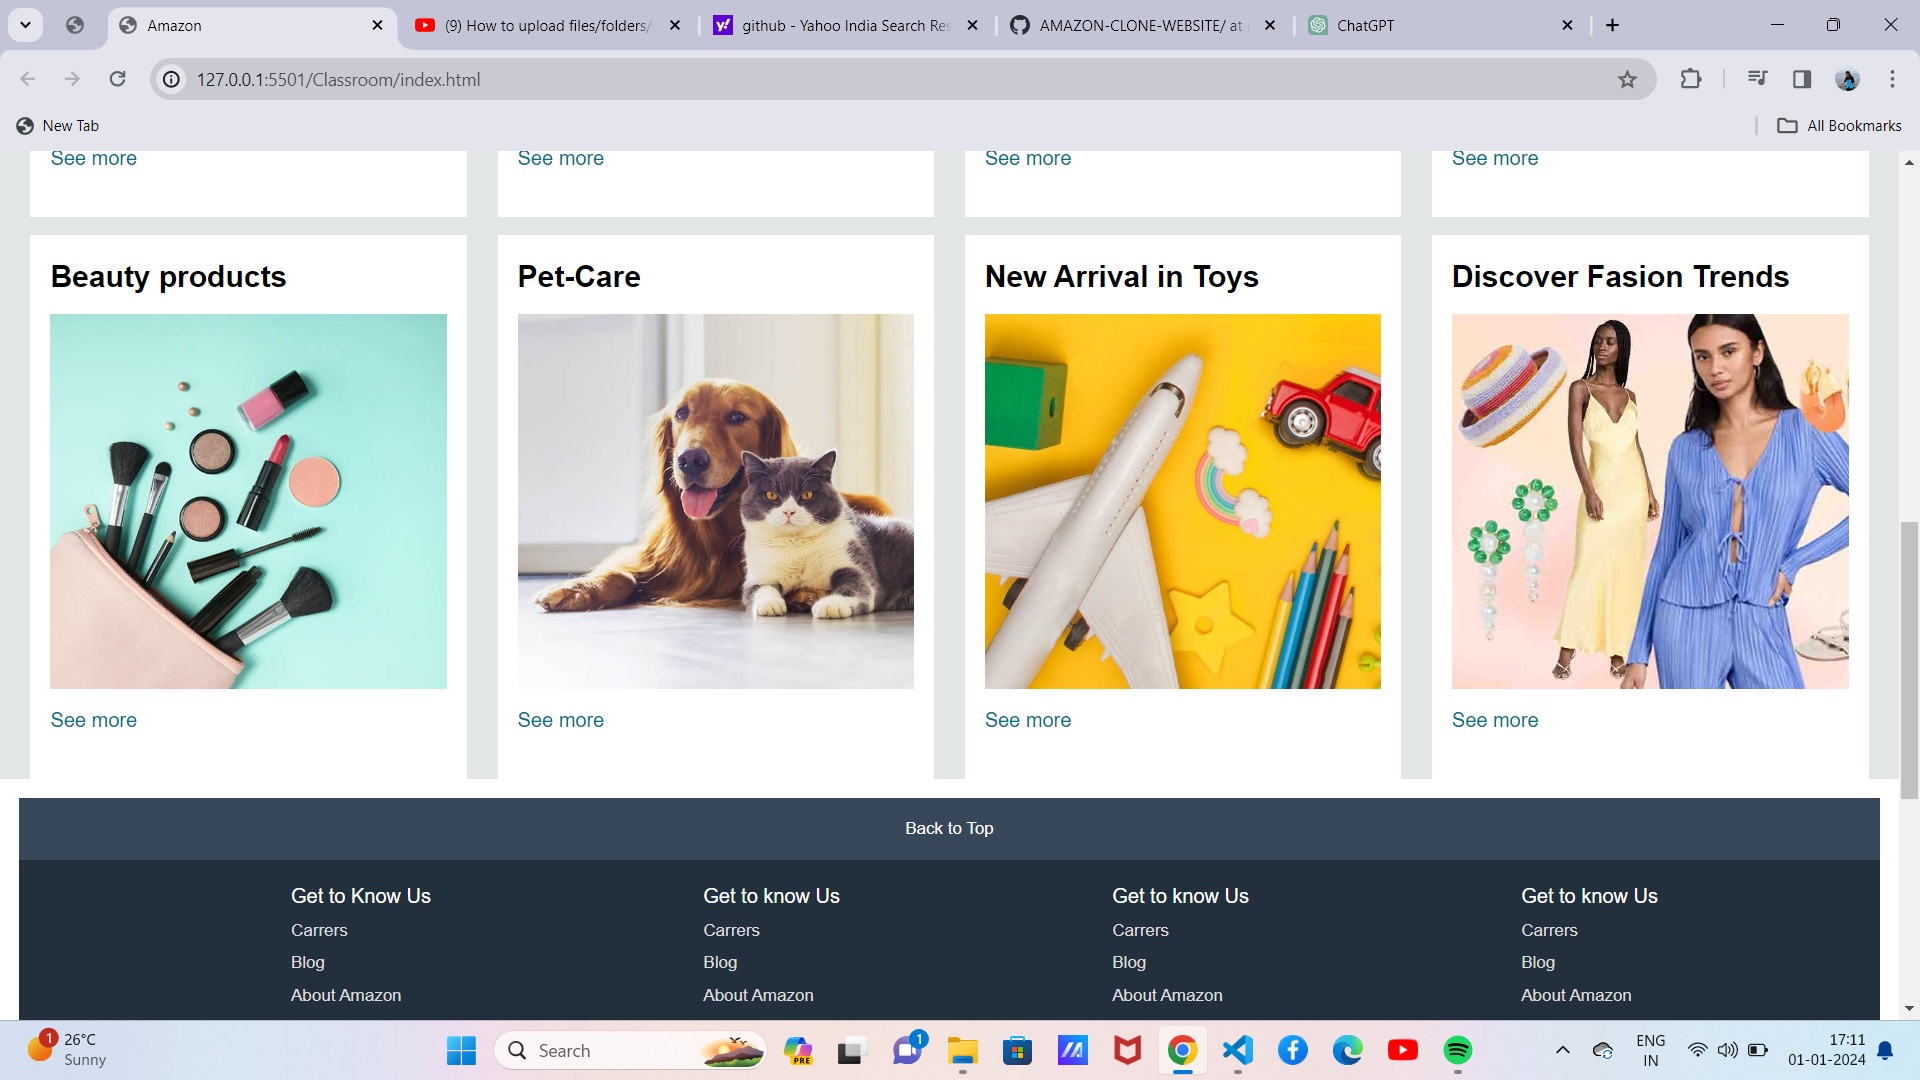 Amazon
(9) How to upload files/folders/
github - Yahoo India Search Res
AMAZON-CLONE-WEBSITE/ at
ChatGPT
127.0.0.1:5501/Classroom/index.html
New Tab
All Bookmarks
See more
See more
See more
See more
Beauty products
Pet-Care
New Arrival in Toys
Discover Fasion Trends
See more
See more
See more
See more
Back to Top
Get to Know Us
Get to know Us
Get to know Us
Get to know Us
Carrers
Carrers
Carrers
Carrers
Blog
Blog
Blog
Blog
About Amazon
About Amazon
About Amazon
About Amazon
1
26°C
Sunny
Search
PRE
1
ENG
IN
17:11
01-01-2024